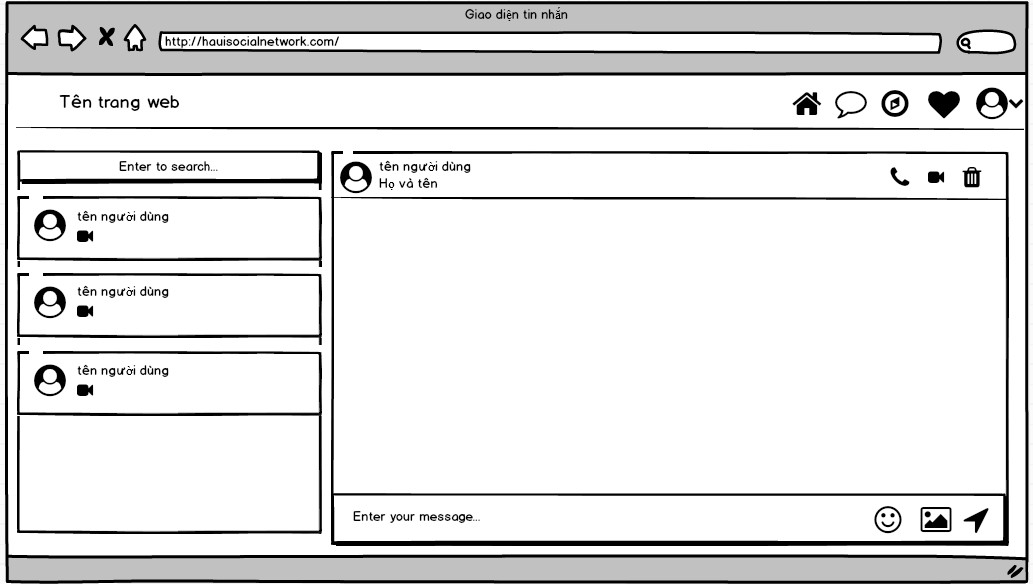 Giao diện tin nhắn
http://hauisocialnetwork.com/
Tên trang web
Enter to search...
tên người dùng
tên người dùng
tên người dùng
tên người dùng
Họ và tên
Enter your message...